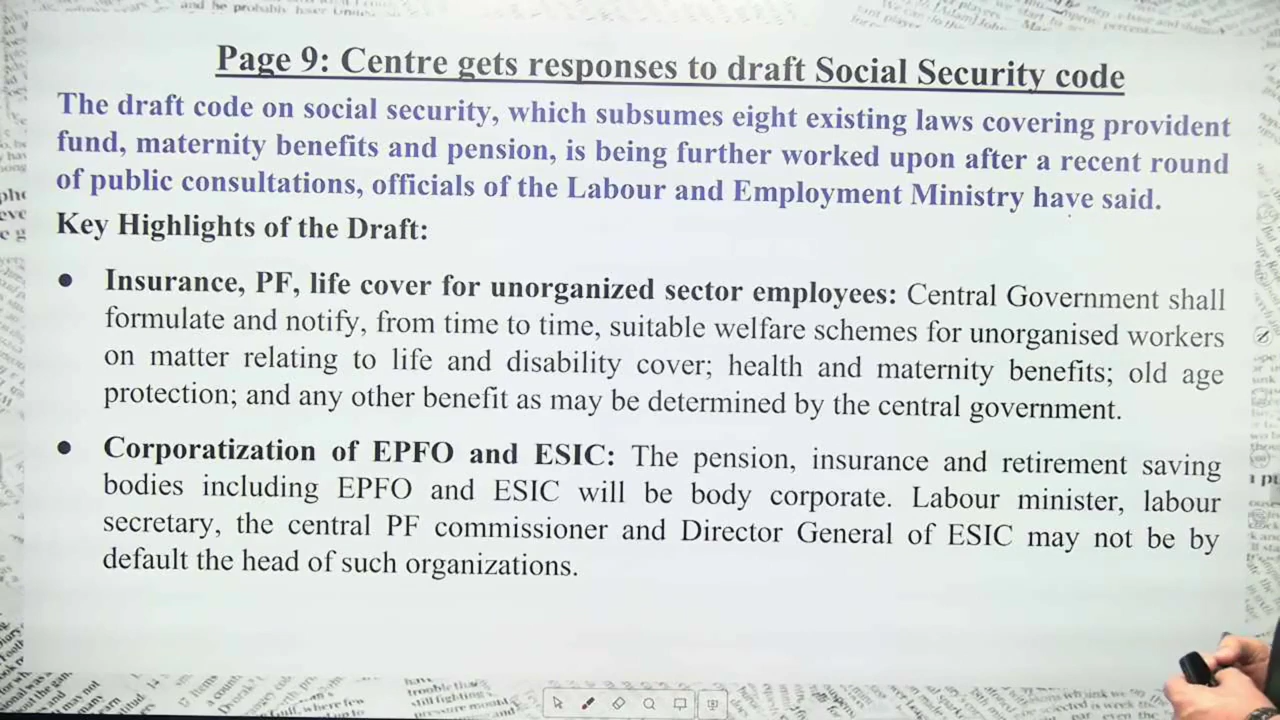 Page 9: Centre gets responses to draft Social Security code
The draft code on social security, which subsumes eight existing laws covering provident
fund, maternity benefits and pension, is being further worked upon after a recent round
of public consultations, officials of the Labour and Employment Ministry have said.
Key Highlights of the Draft:
● Insurance, PF, life cover for unorganized sector employees: Central Government shall
formulate and notify, from time to time, suitable welfare schemes for unorganised workers
on matter relating to life and disability cover; health and maternity benefits; old age
protection; and any other benefit as may be determined by the central government.
● Corporatization of EPFO and ESIC: The pension, insurance and retirement saving
bodies including EPFO and ESIC will be body corporate. Labour minister, labour
secretary, the central PF commissioner and Director General of ESIC may not be by
default the head of such organizations.